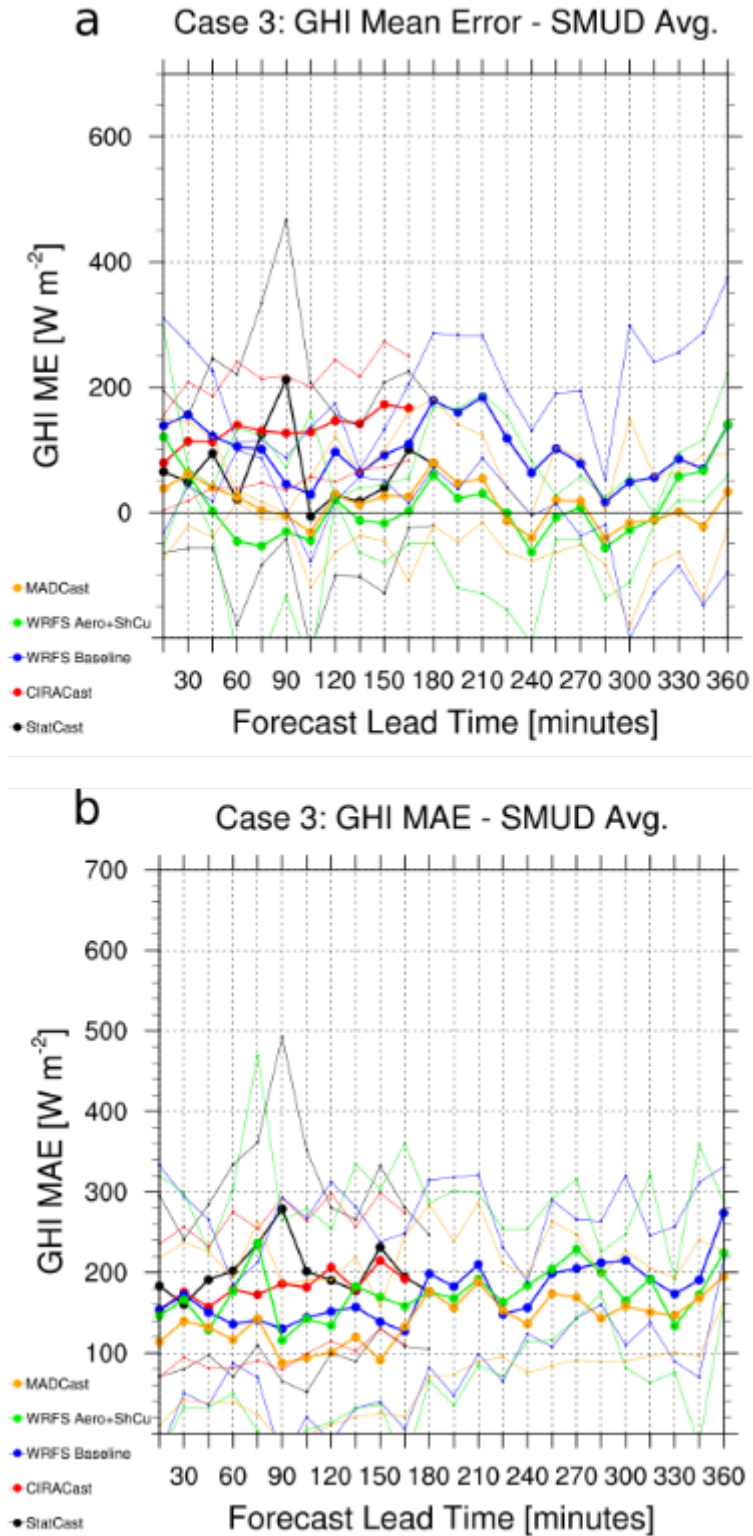 a Case 3: GHI Mean Error - SMUD Avg.
600
400
200
0
GHI ME [W m-2]
MADCast
WRFS Aero+ShCu
WRFS Baseline
CIRACast
StatCast
30 60 90 120 150 180 210 240 270 300 330 360
Forecast Lead Time [minutes]
b Case 3: GHI MAE - SMUD Avg.
700
600
500
400
300
200
100
GHI MAE [W m-2]
MADCast
WRFS Aero+ShCu
WRFS Baseline
CIRACast
StatCast
30 60 90 120 150 180 210 240 270 300 330 360
Forecast Lead Time [minutes]